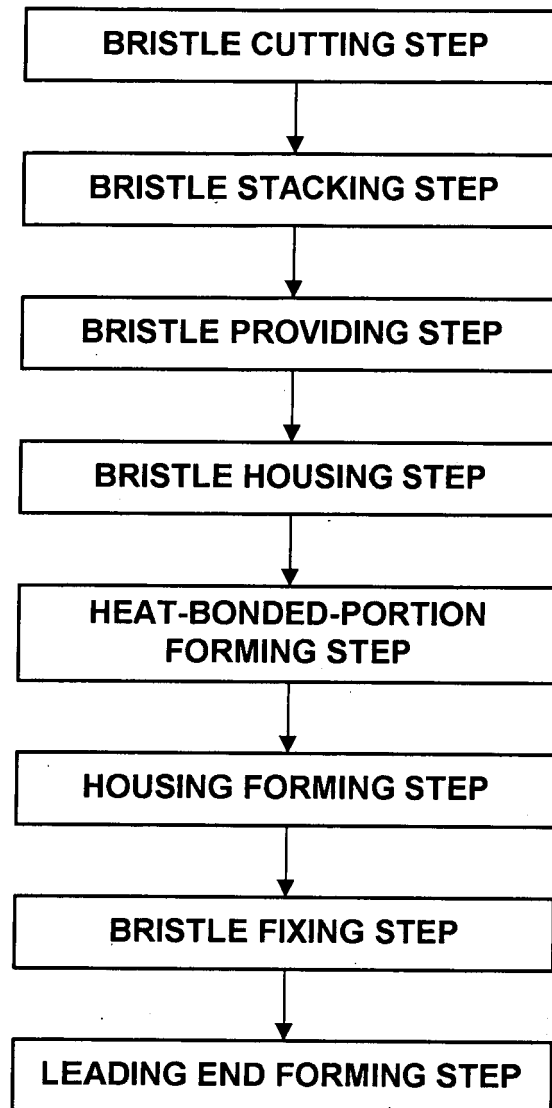 BRISTLE CUTTING STEP
BRISTLE STACKING STEP
BRISTLE PROVIDING STEP
BRISTLE HOUSING STEP
HEAT-BONDED-PORTION
FORMING STEP
HOUSING FORMING STEP
BRISTLE FIXING STEP
LEADING END FORMING STEP